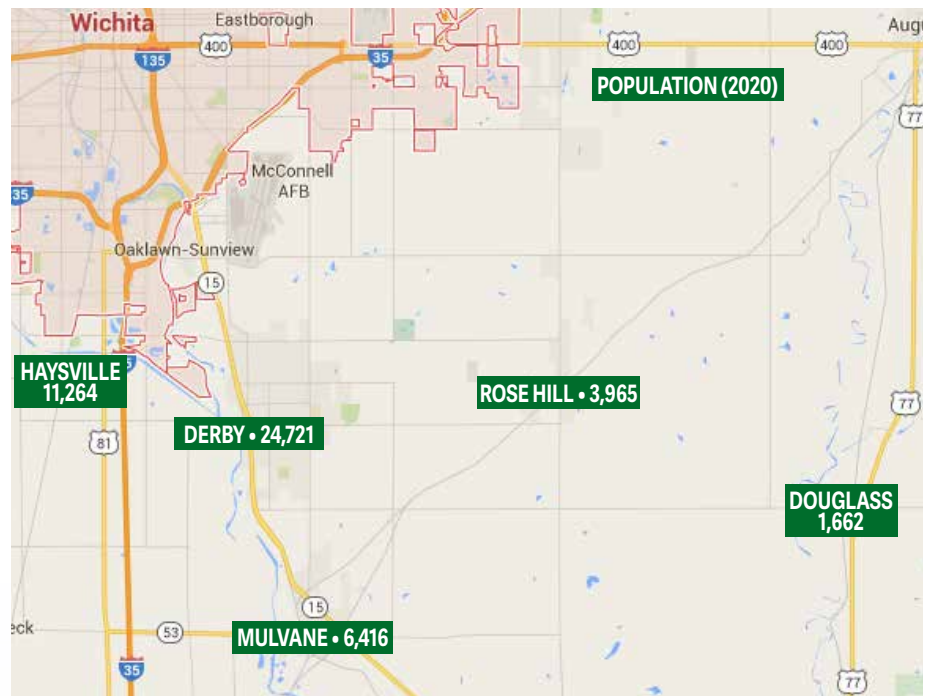 Wichita
Eastborough
Augu
400
35
400
400
135
POPULATION (2020)
77
McConnell
AFB
35
Oaklawn-Sunview
15
HAYSVILLE
11,264
35
ROSE HILL • 3,965
77
DERBY • 24,721
81
DOUGLASS
1,662
15
eck
53
MULVANE • 6,416
35
77